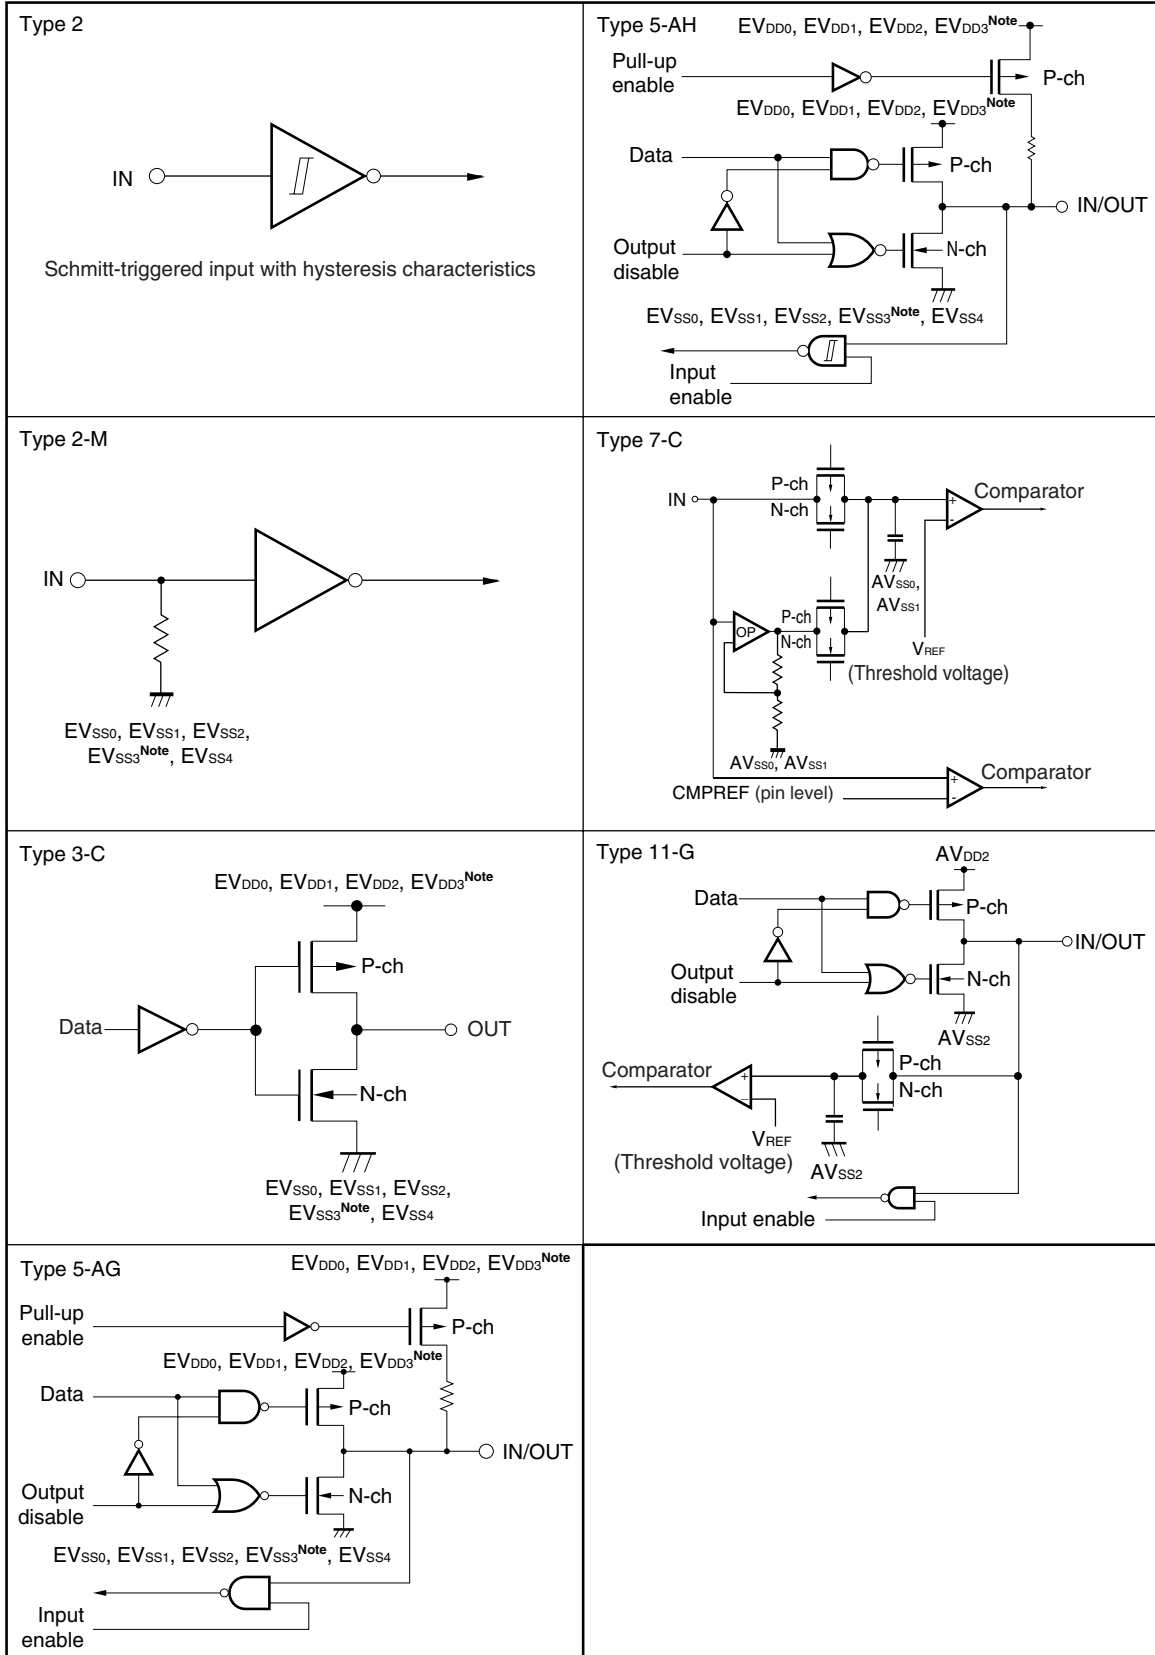 Type 2
IN
Schmitt-triggered input with hysteresis characteristics
Type 5-AH
EVDD0, EVDD1, EVDD2, EVDD3Note
Pull-up
enable
P-ch
EVDD0, EVDD1, EVDD2, EVDD3Note
Data
P-ch
IN/OUT
Output
disable
N-ch
EVSS0, EVSS1, EVSS2, EVSS3Note, EVSS4
Input
enable
Type 2-M
IN
EVSS0, EVSS1, EVSS2,
EVSS3Note, EVSS4
Type 7-C
P-ch
IN
N-ch
+
-
Comparator
AVSS0,
AVSS1
OP
P-ch
N-ch
VREF
(Threshold voltage)
AVSS0, AVSS1
+
-
Comparator
CMPREF (pin level)
Type 3-C
EVDD0, EVDD1, EVDD2, EVDD3Note
P-ch
Data
OUT
N-ch
EVSS0, EVSS1, EVSS2,
EVSS3Note, EVSS4
Type 11-G
AVDD2
Data
P-ch
IN/OUT
Output
disable
N-ch
AVSS2
Comparator
+
-
P-ch
N-ch
VREF
(Threshold voltage)
AVSS2
Input enable
Type 5-AG
EVDD0, EVDD1, EVDD2, EVDD3Note
Pull-up
enable
P-ch
EVDD0, EVDD1, EVDD2, EVDD3Note
Data
P-ch
IN/OUT
Output
disable
N-ch
EVSS0, EVSS1, EVSS2, EVSS3Note, EVSS4
Input
enable